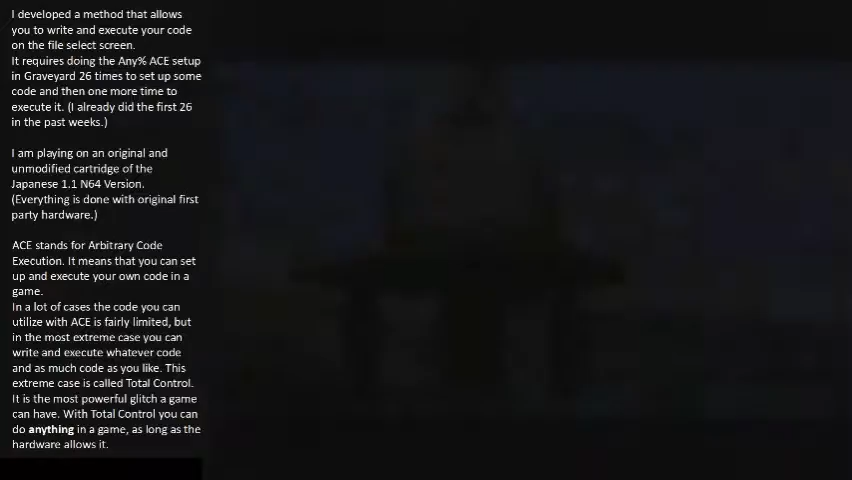 I developed a method that allows
you to write and execute your code
on the file select screen.
It requires doing the Any% ACE setup
in Graveyard 26 times to set up some
code and then one more time to
execute it. (I already did the first 26
in the past weeks.)
I am playing on an original and
unmodified cartridge of the
Japanese 1.1 N64 Version.
(Everything is done with original first
party hardware.)
ACE stands for Arbitrary Code
Execution. It means that you can set
up and execute your own code in a
game.
In a lot of cases the code you can
utilize with ACE is fairly limited, but
in the most extreme case you can
write and execute whatever code
and as much code as you like. This
extreme case is called Total Control.
It is the most powerful glitch a game
can have. With Total Control you can
do anything in a game, as long as the
hardware allows it.